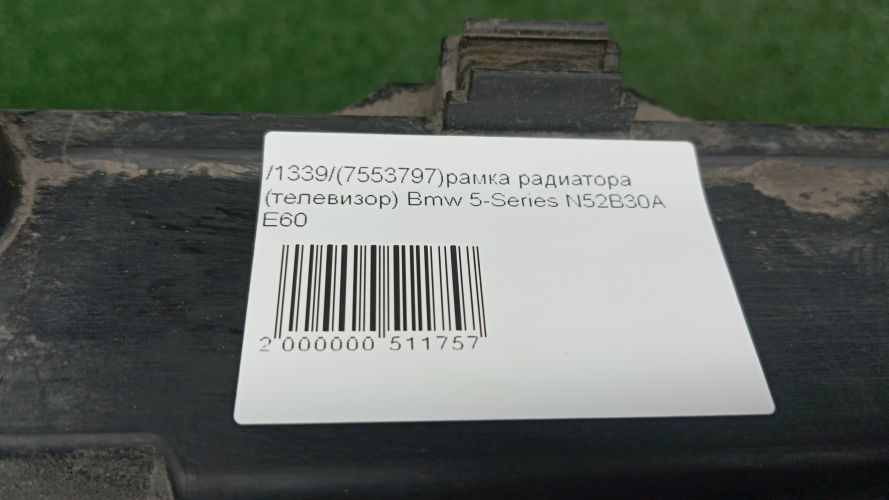 /1339/(7553797)рамка радиатора
(телевизор) Bmw 5-Series N52B30A
E60
2 000000 511757